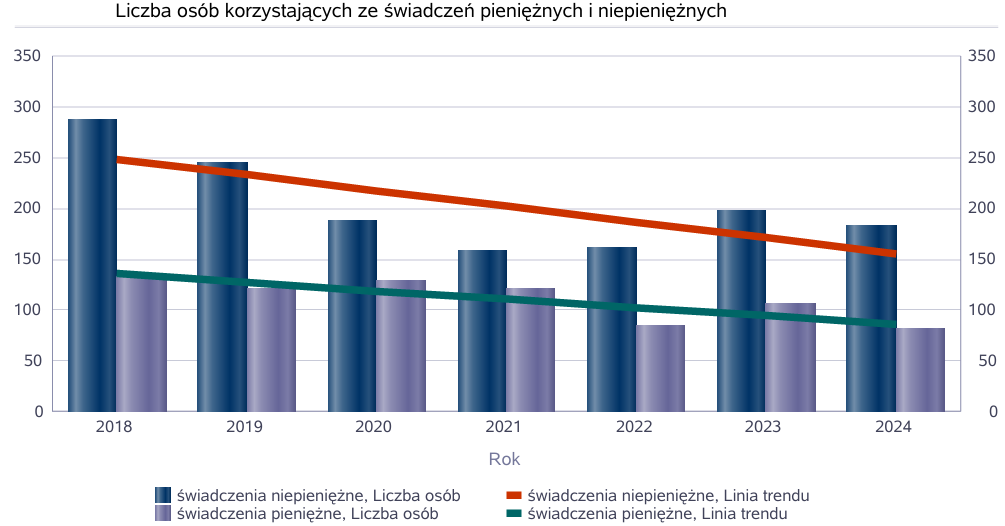 Liczba osób korzystających ze świadczeń pieniężnych i niepieniężnych
350 350
300 300
250 250
200 200
150 150
100 100
50 50
0 0
2018 2019 2020 2021 2022 2023 2024
Rok
świadczenia niepieniężne, Liczba osób świadczenia niepieniężne, Linia trendu
świadczenia pieniężne, Liczba osób świadczenia pieniężne, Linia trendu